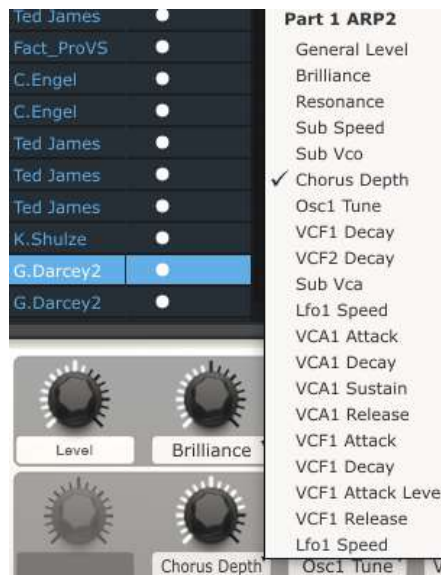 Ted James
Fact_ProVS
C.Engel
C.Engel
Ted James
Ted James
Ted James
K.Shulze
G.Darcey2
G.Darcey2
Part 1 ARP2
General Level
Brilliance
Resonance
Sub Speed
Sub Vco
✓ Chorus Depth
Osc1 Tune
VCF1 Decay
VCF2 Decay
Sub Vca
Lfo1 Speed
VCA1 Attack
VCA1 Decay
VCA1 Sustain
VCA1 Release
VCF1 Attack
VCF1 Decay
VCF1 Attack Leve
VCF1 Release
Lfo1 Speed
Level
Brilliance
Chorus Depth
Osc1 Tune
V